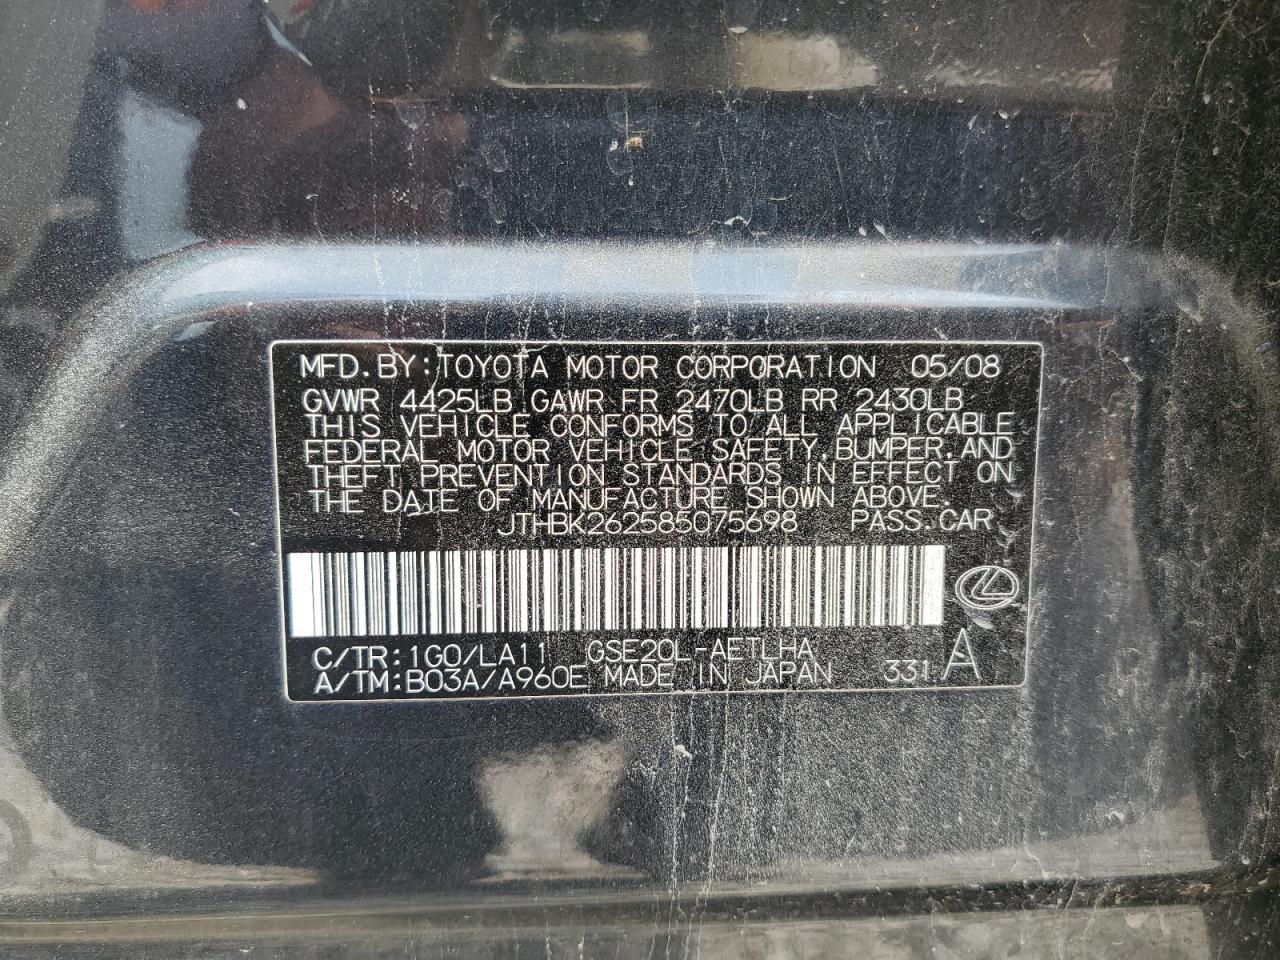 MFD.BY:TOYOTA MOTOR CORPORATION 05/08
GVWR 4425LB GAWR FR 2470LB RR 2430LB
THIS VEHICLE CONFORMS TO ALL APPLICABLE
FEDERAL MOTOR VEHICLE SAFETY,BUMPER,AND
THEFT PREVENTION STANDARDS IN EFFECT ON
THE DATE OF MANUFACTURE SHOWN ABOVE.
JTHBK262585075698 PASS.CAR
C/TR:1G0/LA11 GSE20L-AETLHA
A/TM:B03A/A960E MADE IN JAPAN 331 A